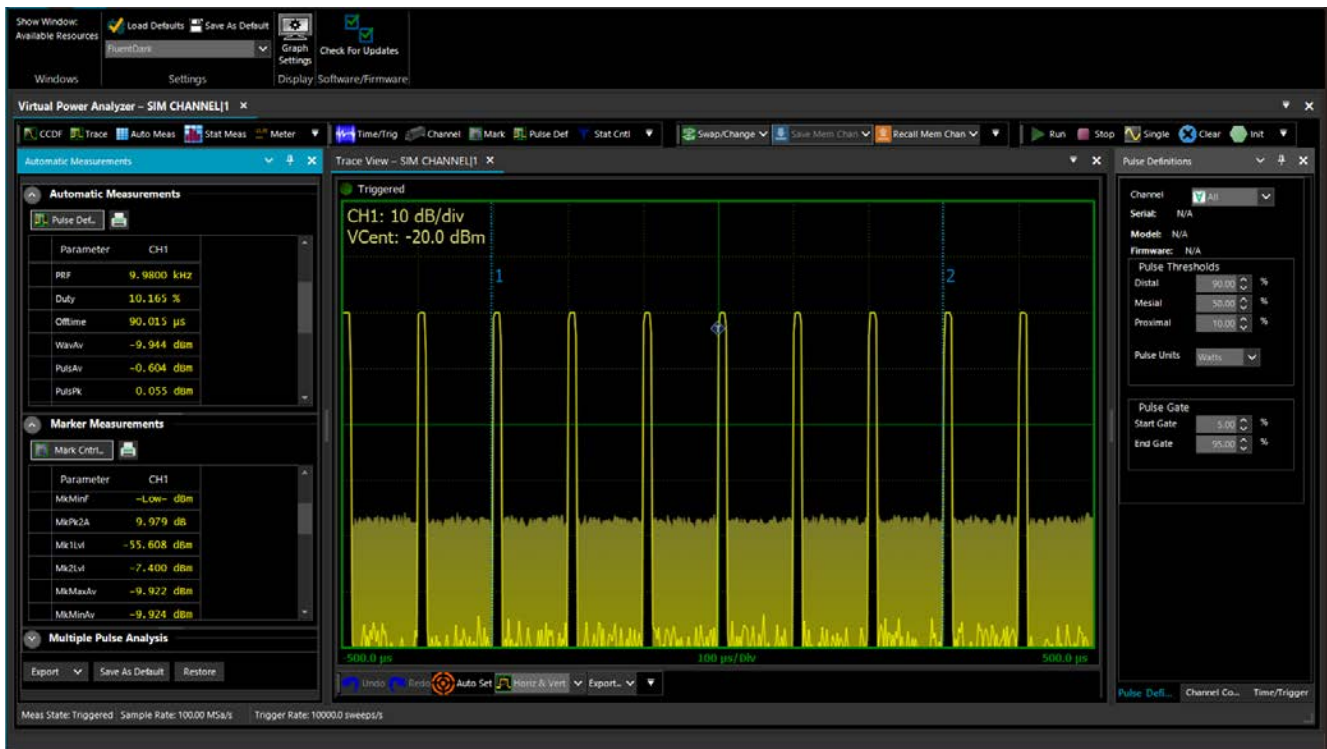 Show Window:
Available Resources
Load Defaults
Save As Default
FluentDark
Graph
Settings
Check For Updates
Windows
Settings
Display
Software/Firmware
Virtual Power Analyzer – SIM CHANNEL|1
CCDF Trace Auto Meas Stat Meas Meter
Time/Trig Channel Mark Pulse Def Stat Cntl
Swap/Change Save Mem Chan Recall Mem Chan
Run Stop Single Clear Init
Automatic Measurements
Automatic Measurements
Pulse Def...
Parameter CH1
PRF 9.9800 kHz
Duty 10.165 %
Offtime 90.015 µs
WavAv -9.944 dBm
PulsAv -0.604 dBm
PulsPk 0.055 dBm
Marker Measurements
Mark Cntrl...
Parameter CH1
MkMinF -Low- dBm
MkPk2A 9.979 dB
Mk1Lvl -55.608 dBm
Mk2Lvl -7.400 dBm
MkMaxAv -9.922 dBm
MkMinAv -9.924 dBm
Multiple Pulse Analysis
Export Save As Default Restore
Trace View – SIM CHANNEL|1
Triggered
CH1: 10 dB/div
VCent: -20.0 dBm
1
2
T
-500.0 µs 100 µs/Div 500.0 µs
Undo Redo Auto Set Horiz & Vert Export...
Pulse Definitions
Channel All
Serial: N/A
Model: N/A
Firmware: N/A
Pulse Thresholds
Distal 90.00 %
Mesial 50.00 %
Proximal 10.00 %
Pulse Units Watts
Pulse Gate
Start Gate 5.00 %
End Gate 95.00 %
Pulse Defi... Channel Co... Time/Trigger
Meas State: Triggered Sample Rate: 100.00 MSa/s Trigger Rate: 10000.0 sweeps/s